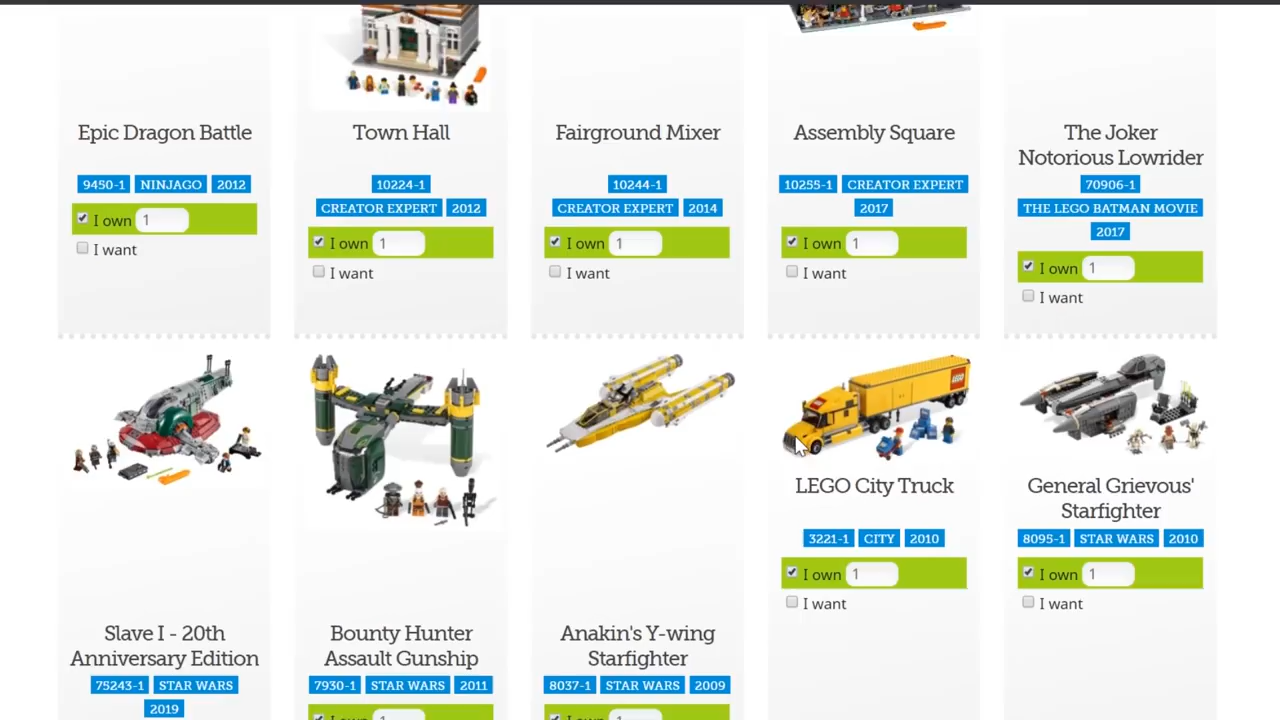 Epic Dragon Battle
9450-1 NINJAGO 2012
I own 1
I want
Town Hall
10224-1
CREATOR EXPERT 2012
I own 1
I want
Fairground Mixer
10244-1
CREATOR EXPERT 2014
I own 1
I want
Assembly Square
10255-1 CREATOR EXPERT
2017
I own 1
I want
The Joker
Notorious Lowrider
70906-1
THE LEGO BATMAN MOVIE
2017
I own 1
I want
Slave I - 20th
Anniversary Edition
75243-1 STAR WARS
2019
Bounty Hunter
Assault Gunship
7930-1 STAR WARS 2011
I own 1
Anakin's Y-wing
Starfighter
8037-1 STAR WARS 2009
I own 1
LEGO
LEGO City Truck
3221-1 CITY 2010
I own 1
I want
General Grievous'
Starfighter
8095-1 STAR WARS 2010
I own 1
I want